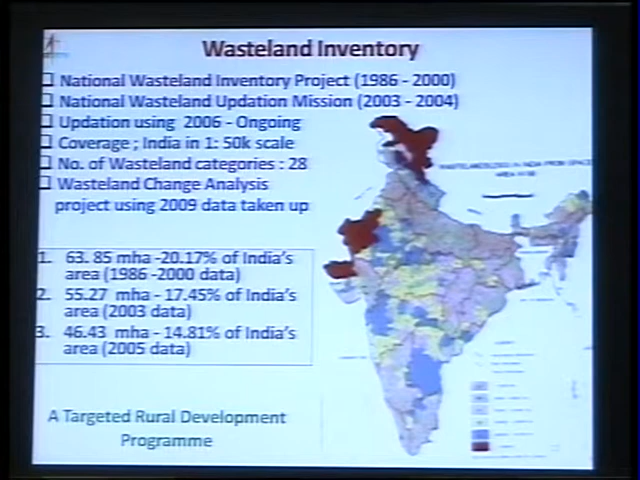 Wasteland Inventory
National Wasteland Inventory Project (1986 - 2000)
National Wasteland Updation Mission (2003 - 2004)
Updation using 2006 - Ongoing
Coverage ; India in 1: 50k scale
No. of Wasteland categories : 28
Wasteland Change Analysis
project using 2009 data taken up
1. 63. 85 mha -20.17% of India's
area (1986 -2000 data)
2. 55.27 mha - 17.45% of India's
area (2003 data)
3. 46.43 mha - 14.81% of India's
area (2005 data)
A Targeted Rural Development
Programme